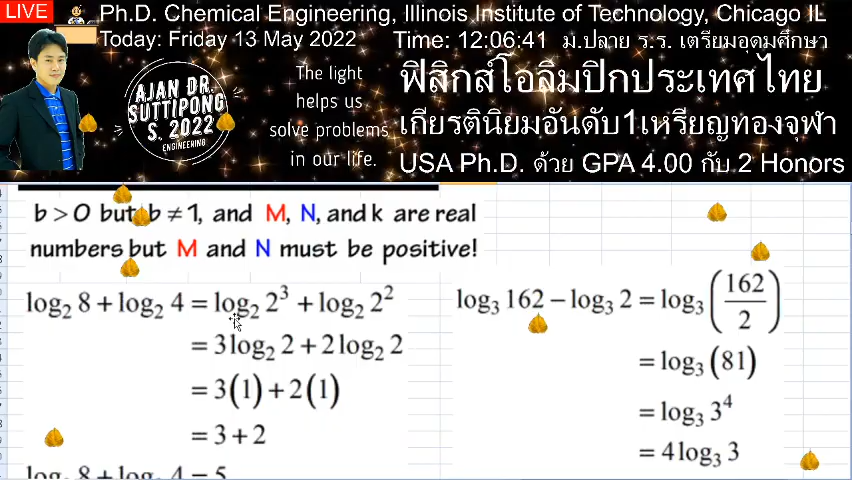 LIVE
Ph.D. Chemical Engineering, Illinois Institute of Technology, Chicago IL
Today: Friday 13 May 2022 Time: 12:06:41 ม.ปลาย ร.ร. เตรียมอุดมศึกษา
AJAN DR.
SUTTIPONG
S. 2022
ENGINEERING
The light
helps us
solve problems
in our life.
ฟิสิกส์โอลิมปิกประเทศไทย
เกียรตินิยมอันดับ1เหรียญทองจุฬา
USA Ph.D. ด้วย GPA 4.00 กับ 2 Honors
b > 0 but b ≠ 1, and M, N, and k are real
numbers but M and N must be positive!
log₂ 8 + log₂ 4 = log₂ 2³ + log₂ 2²
= 3log₂ 2 + 2log₂ 2
= 3(1) + 2(1)
= 3 + 2
log₂ 8 + log₂ 4 = 5
log₃ 162 − log₃ 2 = log₃ (162/2)
= log₃ (81)
= log₃ 3⁴
= 4log₃ 3